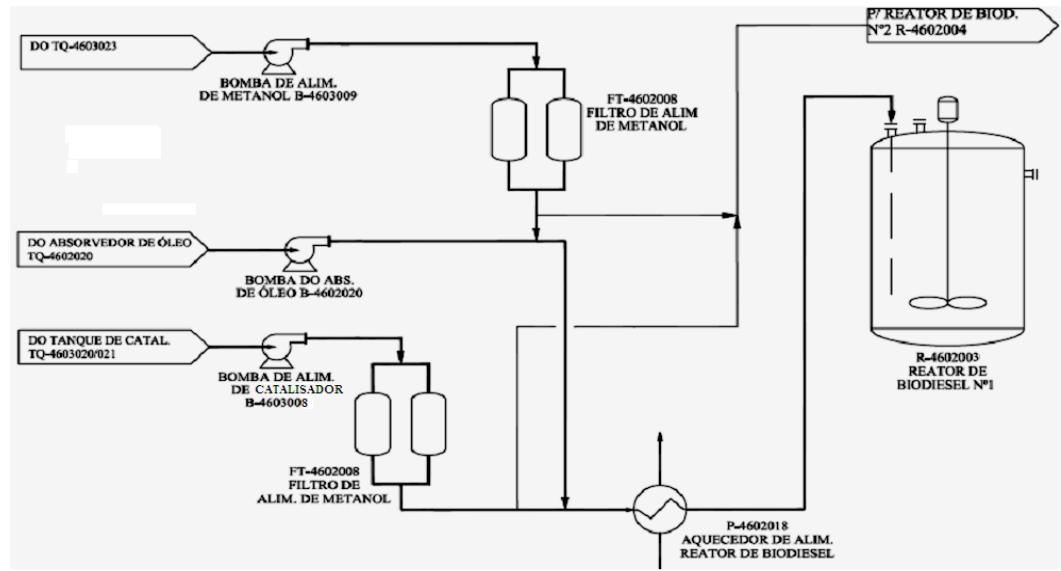 P/ REATOR DE BIOD.
Nº2 R-4602004
DO TQ-4603023
BOMBA DE ALIM.
DE METANOL B-4603009
FT-4602008
FILTRO DE ALIM
DE METANOL
DO ABSORVEDOR DE ÓLEO
TQ-4602020
BOMBA DO ABS.
DE ÓLEO B-4602020
DO TANQUE DE CATAL.
TQ-4603020/021
BOMBA DE ALIM.
DE CATALISADOR
B-4603008
R-4602003
REATOR DE
BIODIESEL Nº1
FT-4602008
FILTRO DE
ALIM. DE METANOL
P-4602018
AQUECEDOR DE ALIM.
REATOR DE BIODIESEL